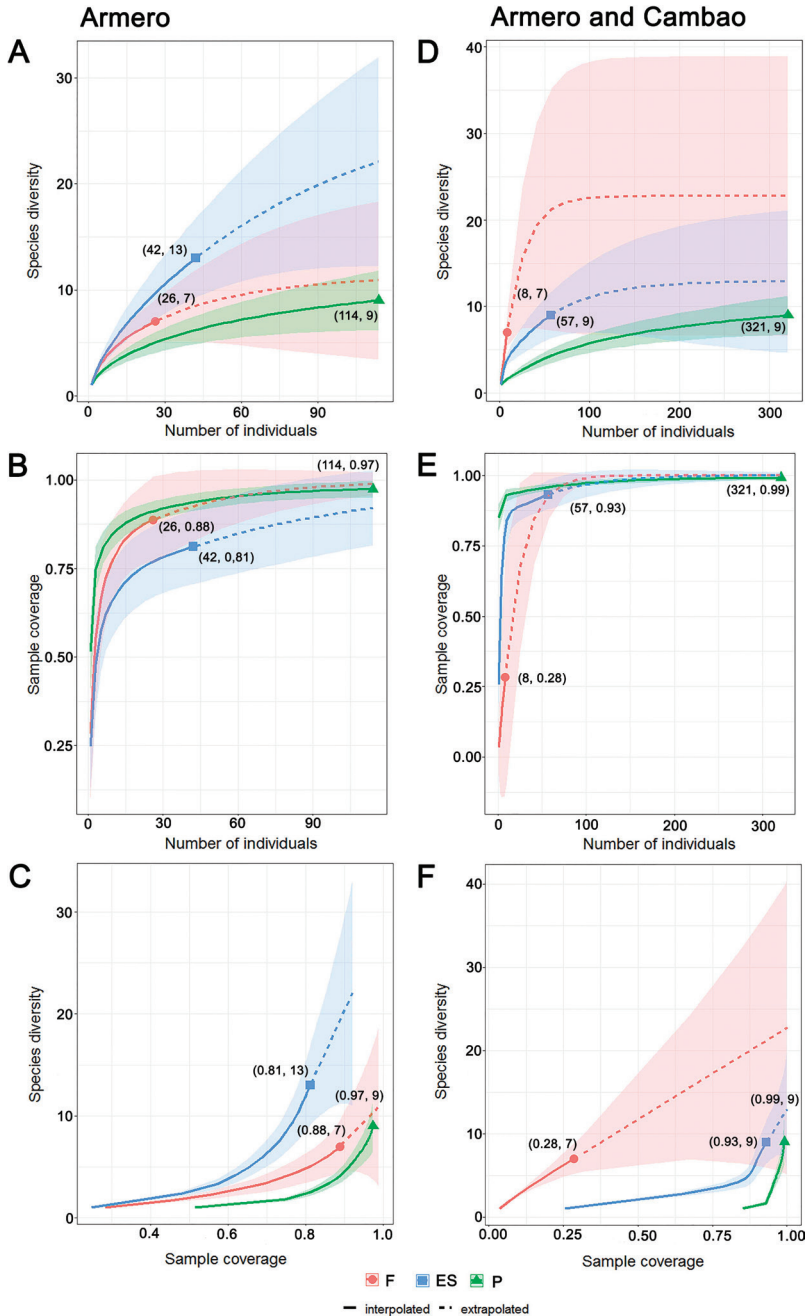 Armero
Armero and Cambao
A
30
20
10
0
Species diversity
(42, 13)
(26, 7)
(114, 9)
0 30 60 90
Number of individuals
D
40
30
20
10
0
Species diversity
(8, 7)
(57, 9)
(321, 9)
0 100 200 300
Number of individuals
B
1.00
0.75
0.50
0.25
Sample coverage
(114, 0.97)
(26, 0.88)
(42, 0,81)
0 30 60 90
Number of individuals
E
1.00
0.75
0.50
0.25
0.00
Sample coverage
(321, 0.99)
(57, 0.93)
(8, 0.28)
0 100 200 300
Number of individuals
C
30
20
10
0
Species diversity
(0.81, 13)
(0.97, 9)
(0.88, 7)
0.4 0.6 0.8 1.0
Sample coverage
F
40
30
20
10
0
Species diversity
(0.28, 7)
(0.99, 9)
(0.93, 9)
0.00 0.25 0.50 0.75 1.00
Sample coverage
F ES P
interpolated extrapolated